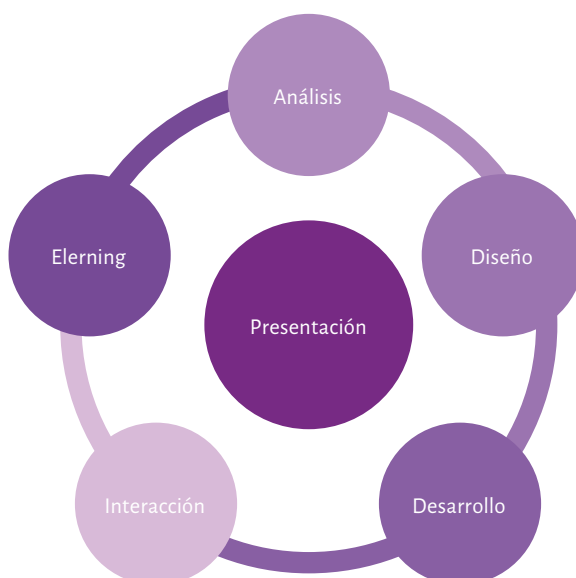 Análisis
Diseño
Desarrollo
Interacción
Elerning
Presentación